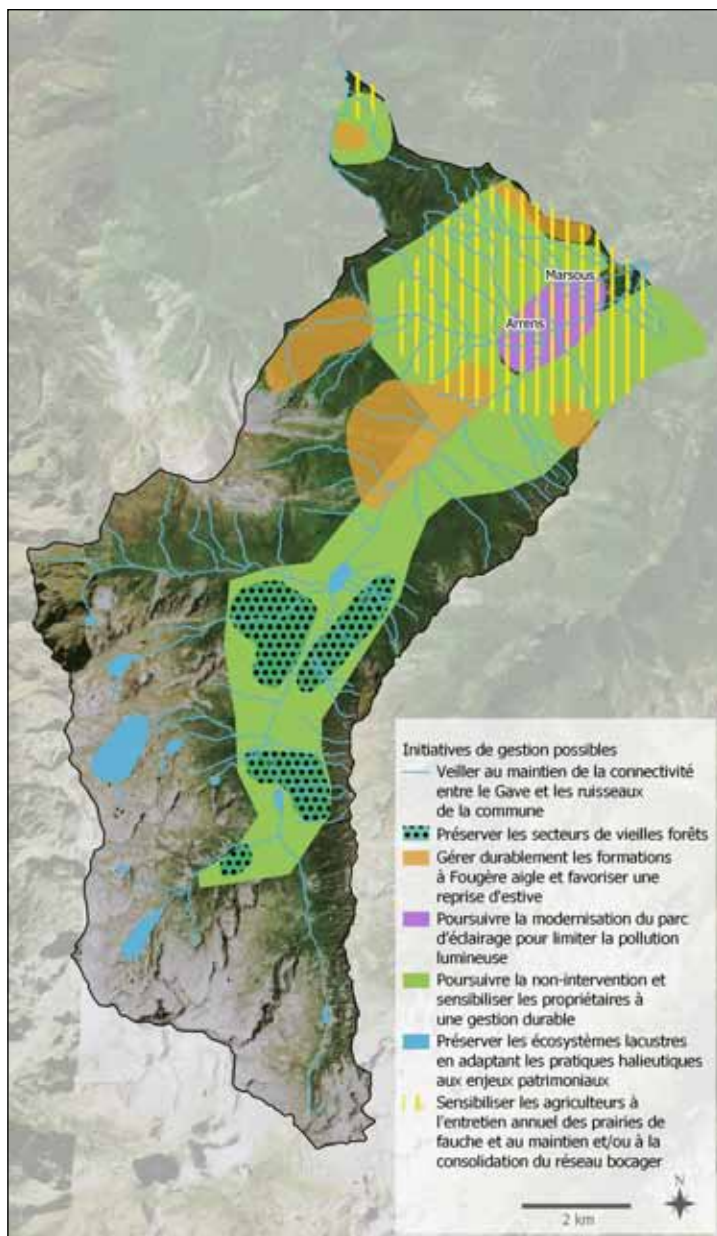 Marsous
Arrens
Initiatives de gestion possibles
Veiller au maintien de la connectivité
entre le Gave et les ruisseaux
de la commune
Préserver les secteurs de vieilles forêts
Gérer durablement les formations
à Fougère aigle et favoriser une
reprise d'estive
Poursuivre la modernisation du parc
d'éclairage pour limiter la pollution
lumineuse
Poursuivre la non-intervention et
sensibiliser les propriétaires à
une gestion durable
Préserver les écosystèmes lacustres
en adaptant les pratiques halieutiques
aux enjeux patrimoniaux
Sensibiliser les agriculteurs à
l'entretien annuel des prairies de
fauche et au maintien et/ou à la
consolidation du réseau bocager
N
2 km